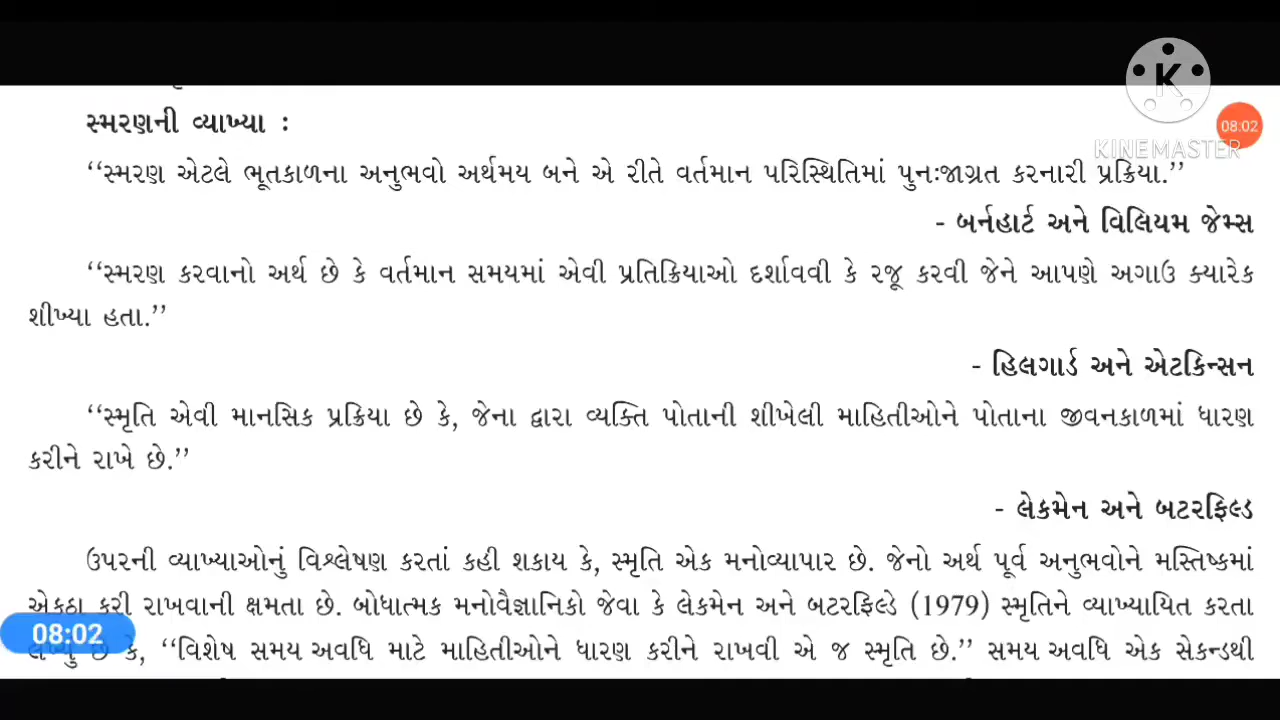 K
KINEMASTER
08:02
સ્મરણની વ્યાખ્યા :
‘‘સ્મરણ એટલે ભૂતકાળના અનુભવો અર્થમય બને એ રીતે વર્તમાન પરિસ્થિતિમાં પુનઃજાગ્રત કરનારી પ્રક્રિયા.’’
- બર્નહાર્ટ અને વિલિયમ જેમ્સ
‘‘સ્મરણ કરવાનો અર્થ છે કે વર્તમાન સમયમાં એવી પ્રતિક્રિયાઓ દર્શાવવી કે રજૂ કરવી જેને આપણે અગાઉ ક્યારેક
શીખ્યા હતા.’’
- હિલગાર્ડ અને એટકિન્સન
‘‘સ્મૃતિ એવી માનસિક પ્રક્રિયા છે કે, જેના દ્વારા વ્યક્તિ પોતાની શીખેલી માહિતીઓને પોતાના જીવનકાળમાં ધારણ
કરીને રાખે છે.’’
- લેકમેન અને બટરફિલ્ડ
ઉપરની વ્યાખ્યાઓનું વિશ્લેષણ કરતાં કહી શકાય કે, સ્મૃતિ એક મનોવ્યાપાર છે. જેનો અર્થ પૂર્વ અનુભવોને મસ્તિષ્કમાં
એકઠા કરી રાખવાની ક્ષમતા છે. બોધાત્મક મનોવૈજ્ઞાનિકો જેવા કે લેકમેન અને બટરફિલ્ડે (1979) સ્મૃતિને વ્યાખ્યાયિત કરતા
08:02
છે કે, ‘‘વિશેષ સમય અવધિ માટે માહિતીઓને ધારણ કરીને રાખવી એ જ સ્મૃતિ છે.’’ સમય અવધિ એક સેકન્ડથી